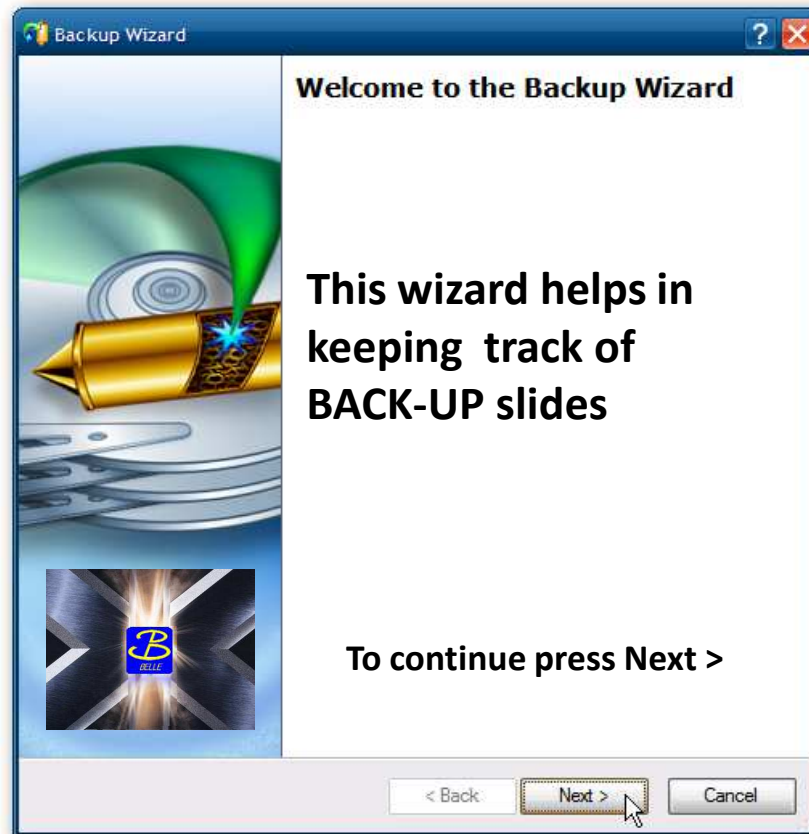 Backup Wizard
?
Welcome to the Backup Wizard
This wizard helps in
keeping  track of
BACK-UP slides
B
BELLE
To continue press Next >
< Back
Next >
Cancel